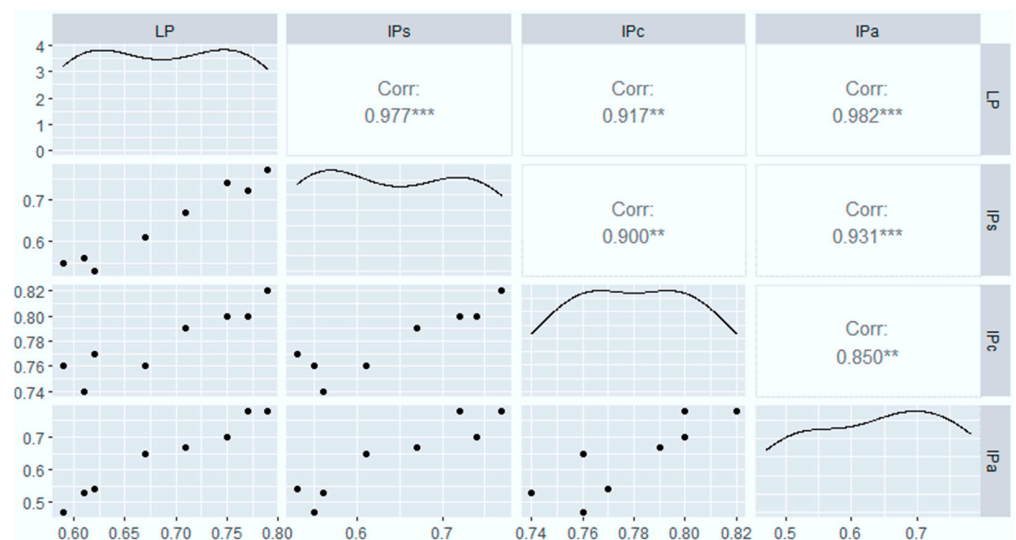 LP IPs IPc IPa
4
3
2
1
0
Corr:
0.977***
Corr:
0.917**
Corr:
0.982***
LP
0.7
0.6
Corr:
0.900**
Corr:
0.931***
IPs
0.82
0.80
0.78
0.76
0.74
Corr:
0.850**
IPc
0.7
0.6
0.5
IPa
0.60 0.65 0.70 0.75 0.80 0.6 0.7 0.74 0.76 0.78 0.80 0.82 0.5 0.6 0.7